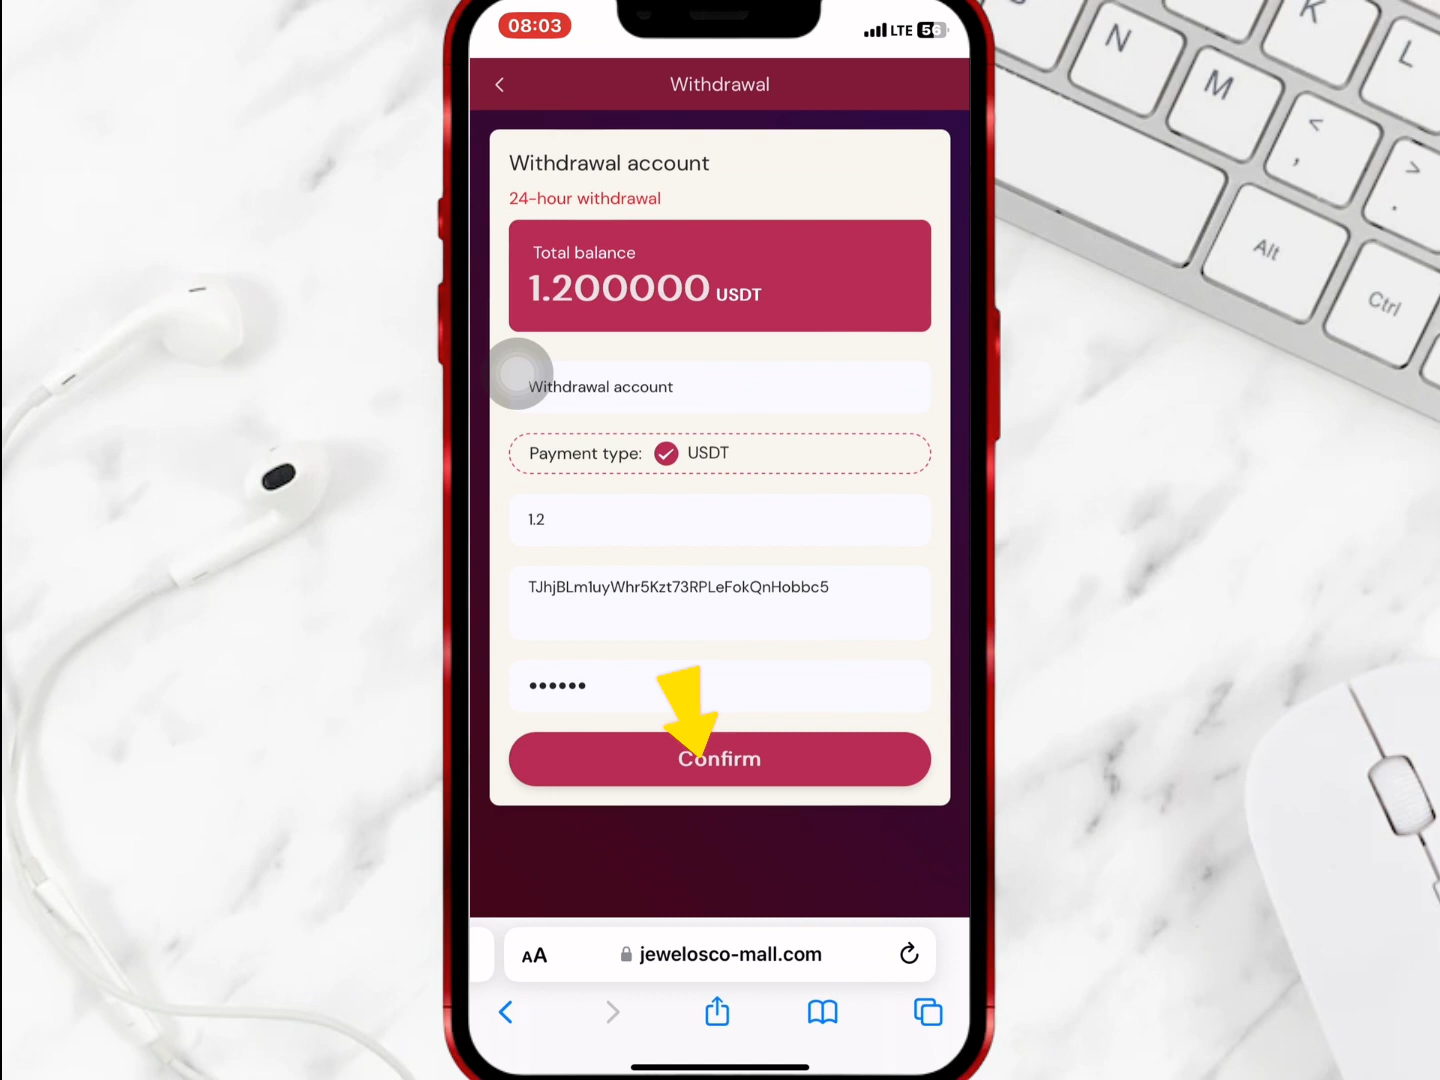 08:03
LTE 56
Withdrawal
Withdrawal account
24-hour withdrawal
Total balance
1.200000 USDT
Withdrawal account
Payment type: USDT
1.2
TJhjBLm1uyWhr5Kzt73RPLeFokQnHobbc5
••••••
Confirm
AA jewelosco-mall.com
K
L
N
M
<
,
>
.
Alt
Ctrl